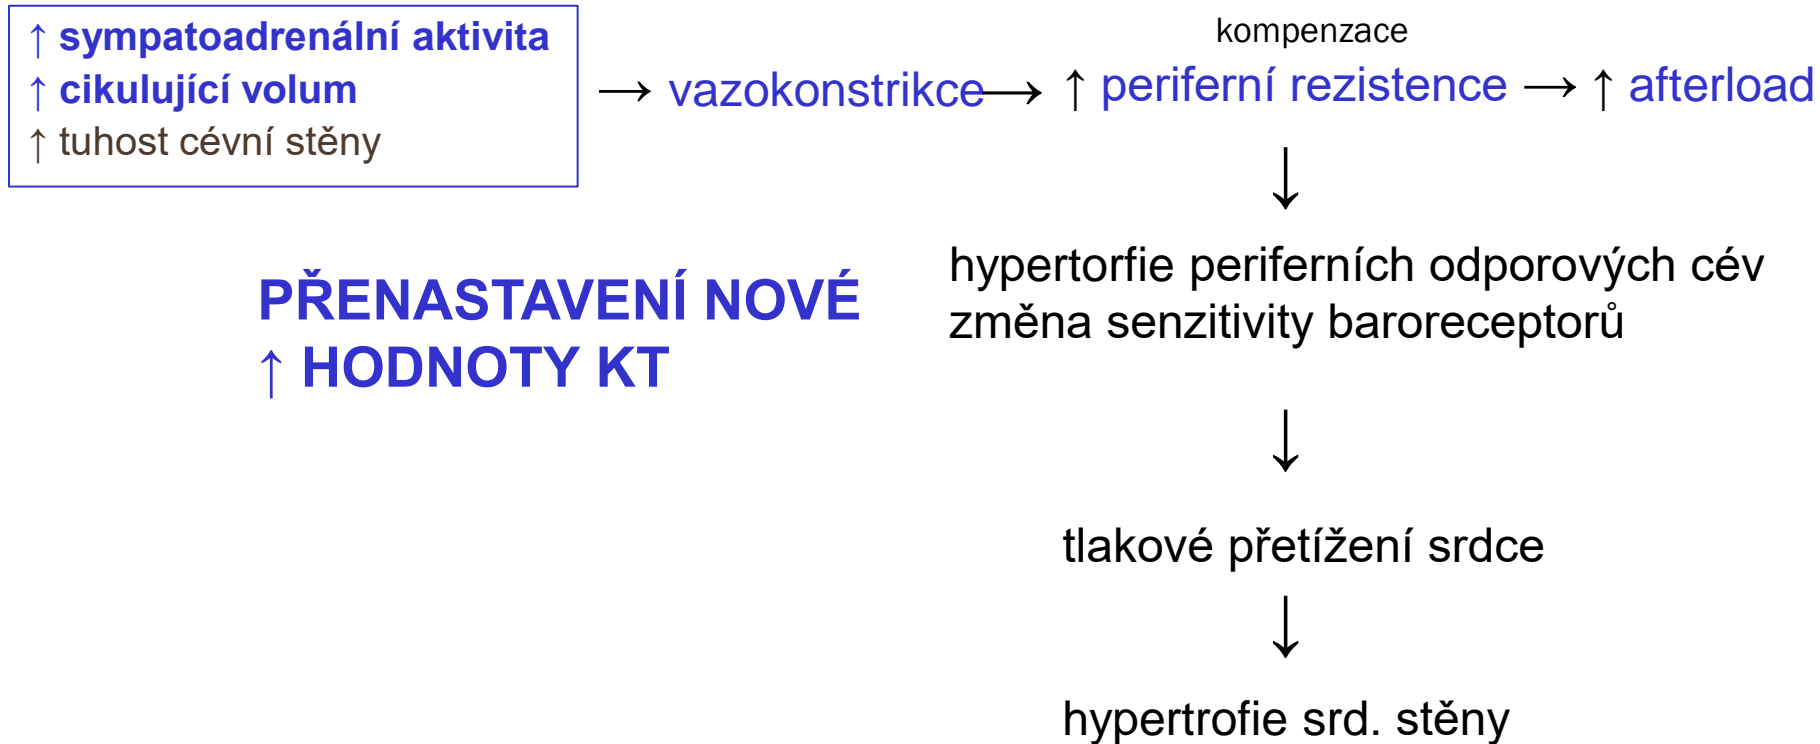 ↑ sympatoadrenální aktivita
↑ cikulující volum
↑ tuhost cévní stěny
kompenzace
→ vazokonstrikce → ↑ periferní rezistence → ↑ afterload
↓
hypertorfie periferních odporových cév
změna senzitivity baroreceptorů
PŘENASTAVENÍ NOVÉ
↑ HODNOTY KT
↓
tlakové přetížení srdce
↓
hypertrofie srd. stěny